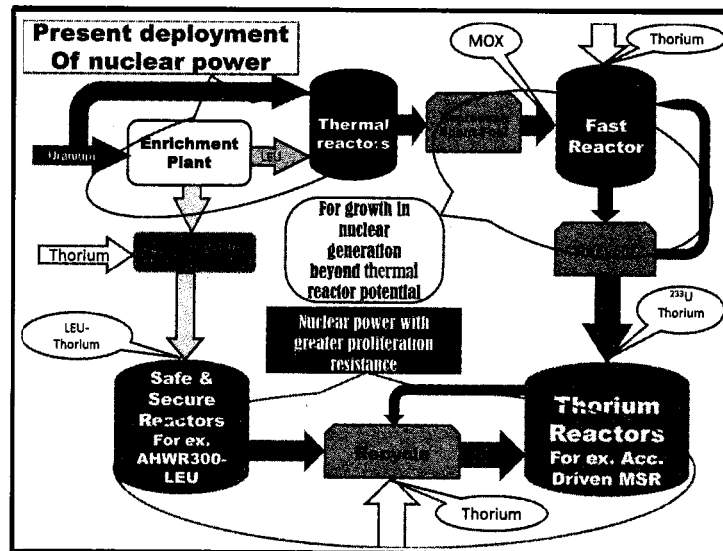 Present deployment
Of nuclear power
MOX
Thorium
Thermal
reactors
Fast
Reactor
Uranium
Enrichment
Plant
LEU
For growth in
nuclear
generation
beyond thermal
reactor potential
Thorium
LEU-
Thorium
Nuclear power with
greater proliferation
resistance
233U
Thorium
Safe &
Secure
Reactors
For ex.
AHWR300-
LEU
Recycle
Thorium
Reactors
For ex. Acc.
Driven MSR
Thorium